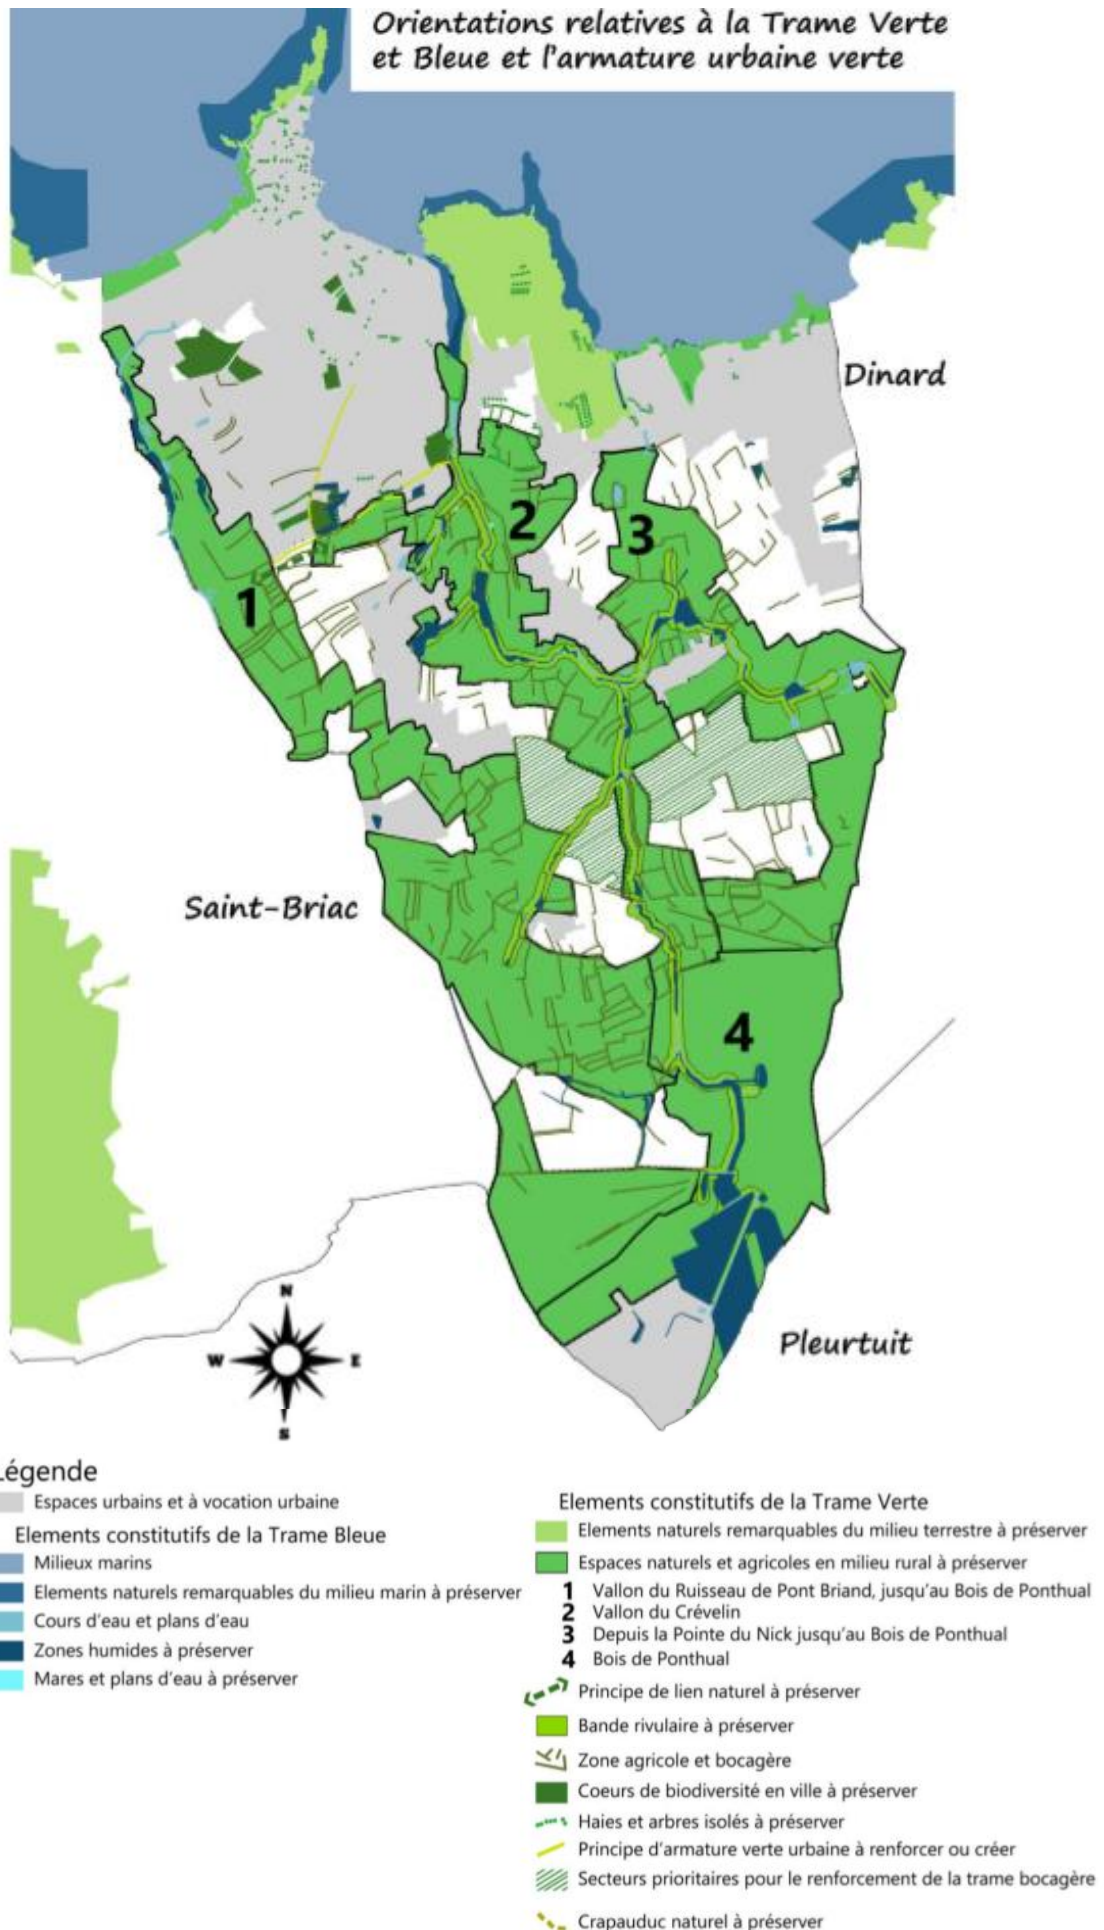 Orientations relatives à la Trame Verte
et Bleue et l'armature urbaine verte
Dinard
2
3
1
Saint-Briac
4
N
W E
S
Pleurtuit
Légende
Espaces urbains et à vocation urbaine
Elements constitutifs de la Trame Bleue
Milieux marins
Elements naturels remarquables du milieu marin à préserver
Cours d'eau et plans d'eau
Zones humides à préserver
Mares et plans d'eau à préserver
Elements constitutifs de la Trame Verte
Elements naturels remarquables du milieu terrestre à préserver
Espaces naturels et agricoles en milieu rural à préserver
1 Vallon du Ruisseau de Pont Briand, jusqu'au Bois de Ponthual
2 Vallon du Crévelin
3 Depuis la Pointe du Nick jusqu'au Bois de Ponthual
4 Bois de Ponthual
Principe de lien naturel à préserver
Bande rivulaire à préserver
Zone agricole et bocagère
Coeurs de biodiversité en ville à préserver
Haies et arbres isolés à préserver
Principe d'armature verte urbaine à renforcer ou créer
Secteurs prioritaires pour le renforcement de la trame bocagère
Crapauduc naturel à préserver